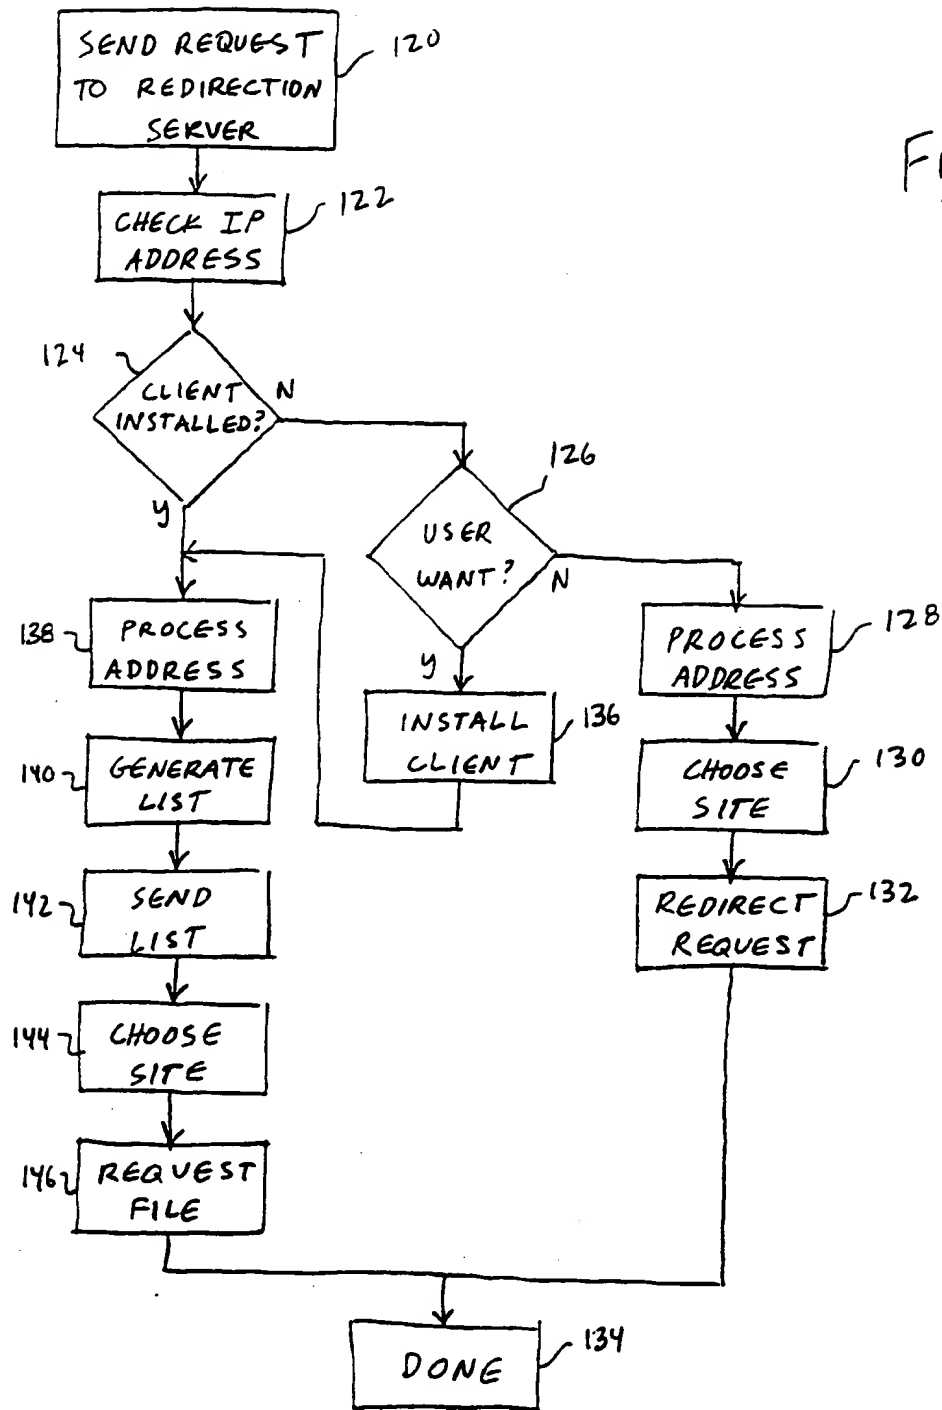 SEND REQUEST
TO REDIRECTION
SERVER
120
CHECK IP
ADDRESS
122
124
CLIENT
INSTALLED?
N
Y
126
USER
WANT?
N
Y
138
PROCESS
ADDRESS
INSTALL
CLIENT
136
PROCESS
ADDRESS
128
140
GENERATE
LIST
CHOOSE
SITE
130
142
SEND
LIST
REDIRECT
REQUEST
132
144
CHOOSE
SITE
146
REQUEST
FILE
DONE
134